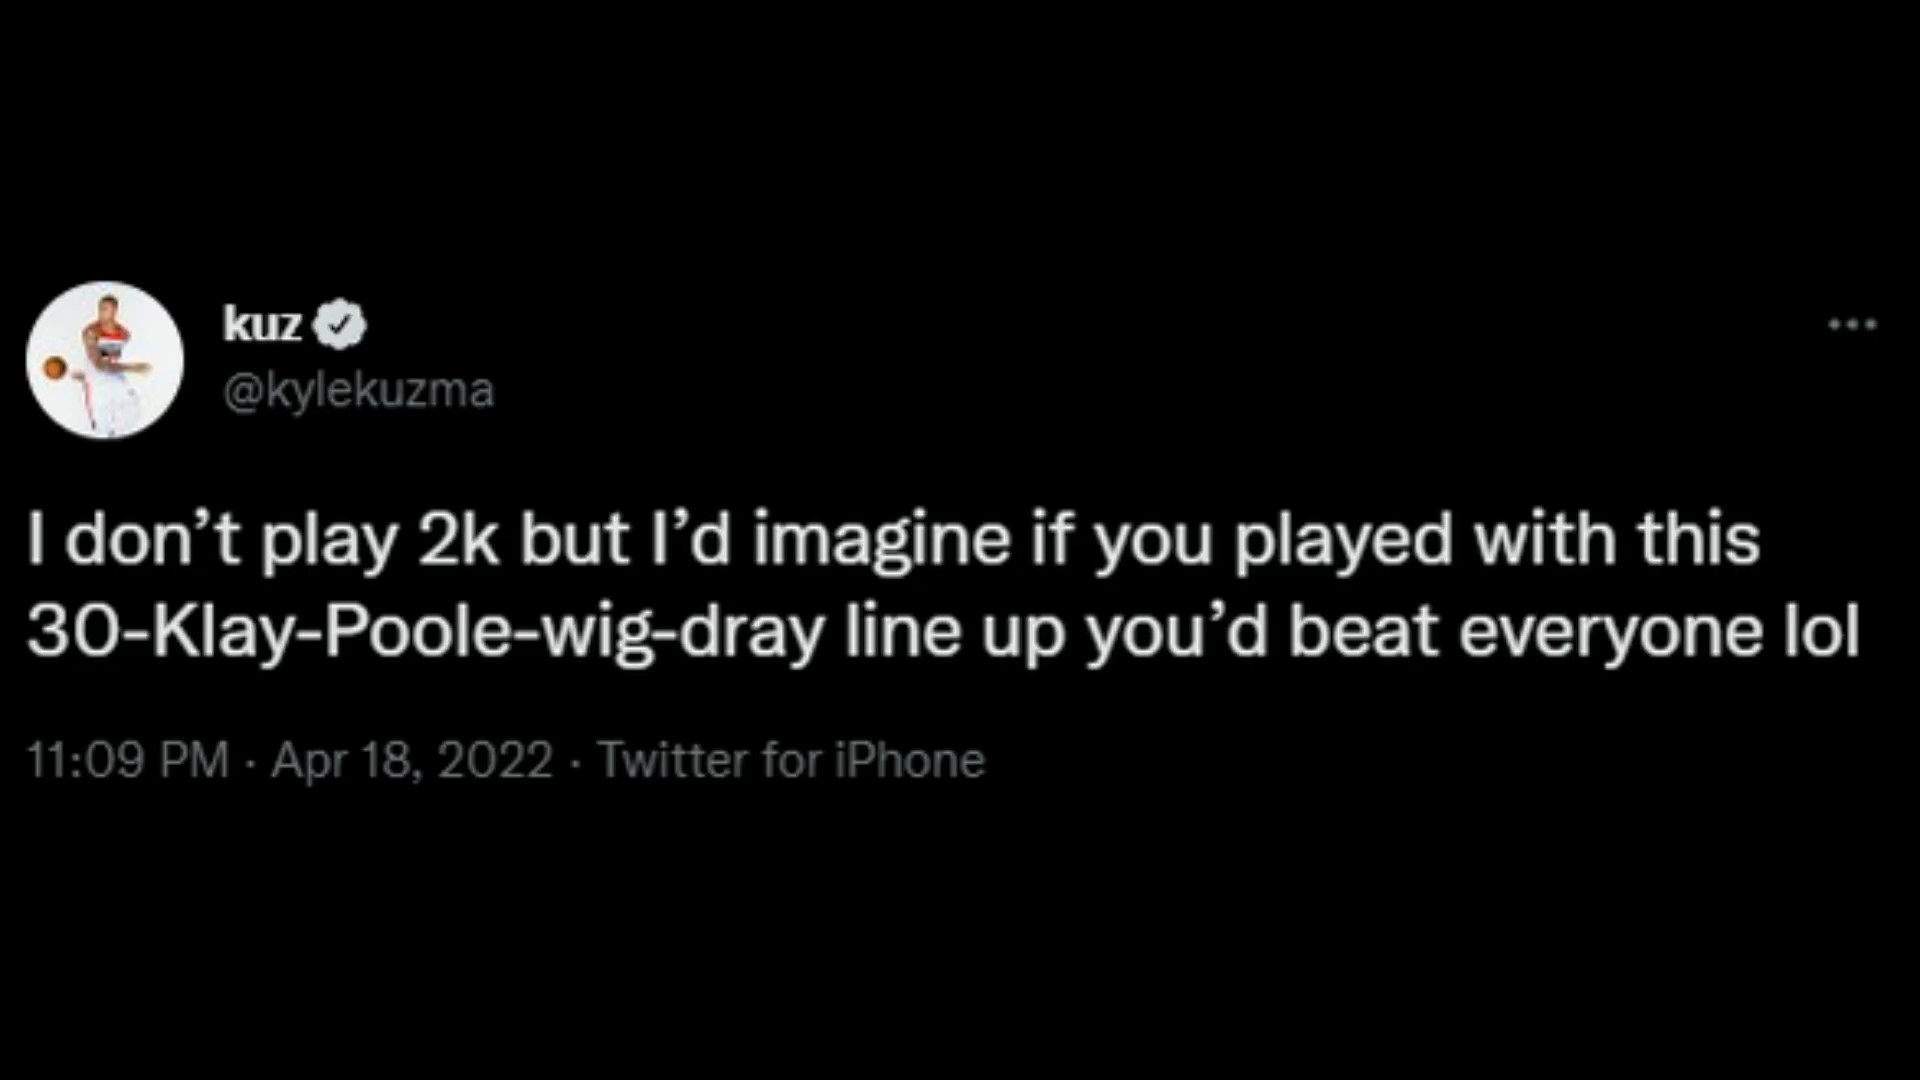 kuz
@kylekuzma
I don’t play 2k but I’d imagine if you played with this
30-Klay-Poole-wig-dray line up you’d beat everyone lol
11:09 PM · Apr 18, 2022 · Twitter for iPhone